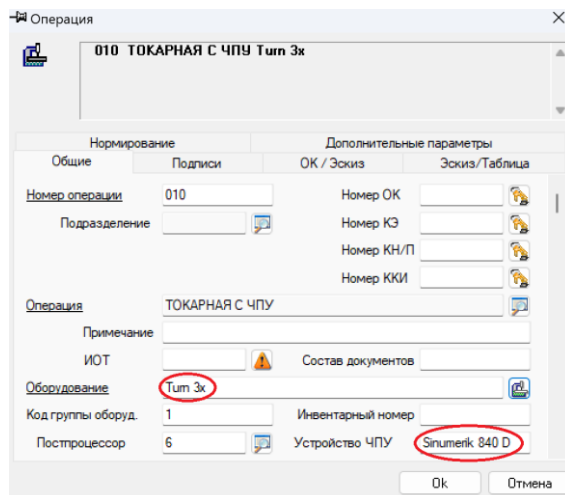 Операция
010 ТОКАРНАЯ С ЧПУ Turn 3x
Нормирование Дополнительные параметры
Общие Подписи ОК / Эскиз Эскиз/Таблица
Номер операции 010 Номер ОК
Подразделение Номер КЭ
Номер КН/П
Номер ККИ
Операция ТОКАРНАЯ С ЧПУ
Примечание
ИОТ Состав документов
Оборудование Turn 3x
Код группы оборуд. 1 Инвентарный номер
Постпроцессор 6 Устройство ЧПУ Sinumerik 840 D
Ok Отмена